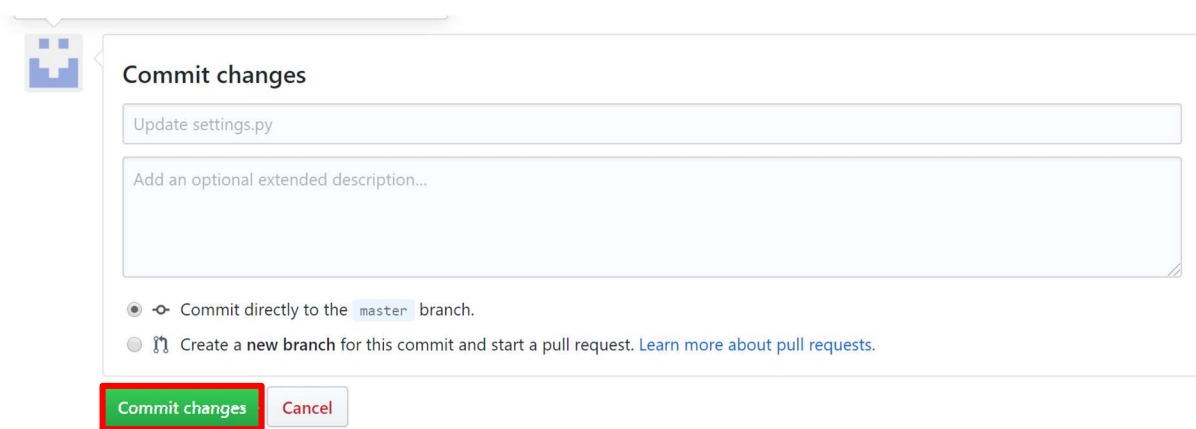 Commit changes
Update settings.py
Add an optional extended description...
Commit directly to the master branch.
Create a new branch for this commit and start a pull request. Learn more about pull requests.
Commit changes Cancel